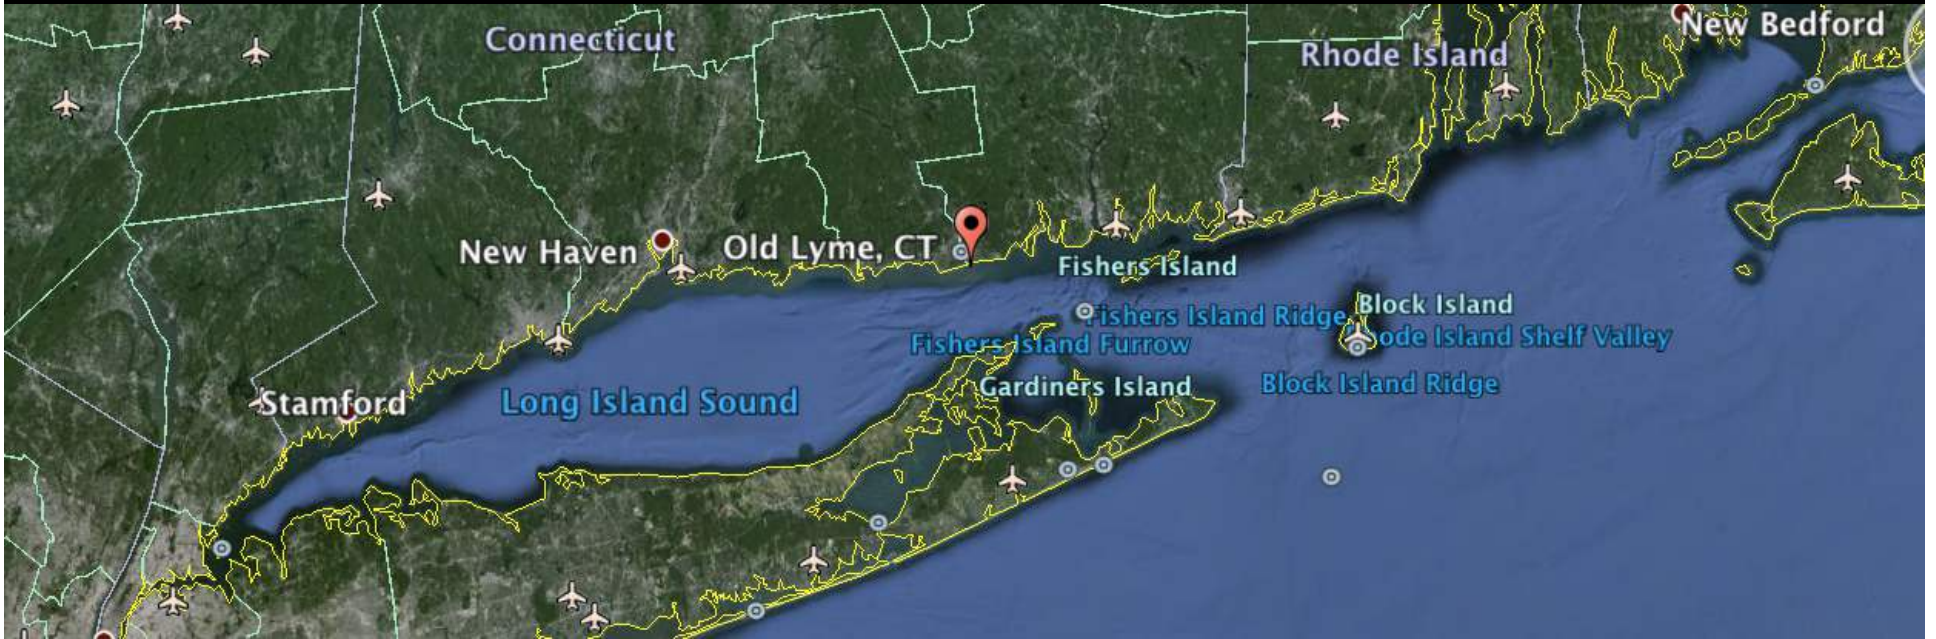 New Bedford
Connecticut
Rhode Island
New Haven
Old Lyme, CT
Fishers Island
Block Island
Fishers Island Ridge
ode Island Shelf Valley
Fishers Island Furrow
Gardiners Island
Block Island Ridge
Stamford
Long Island Sound